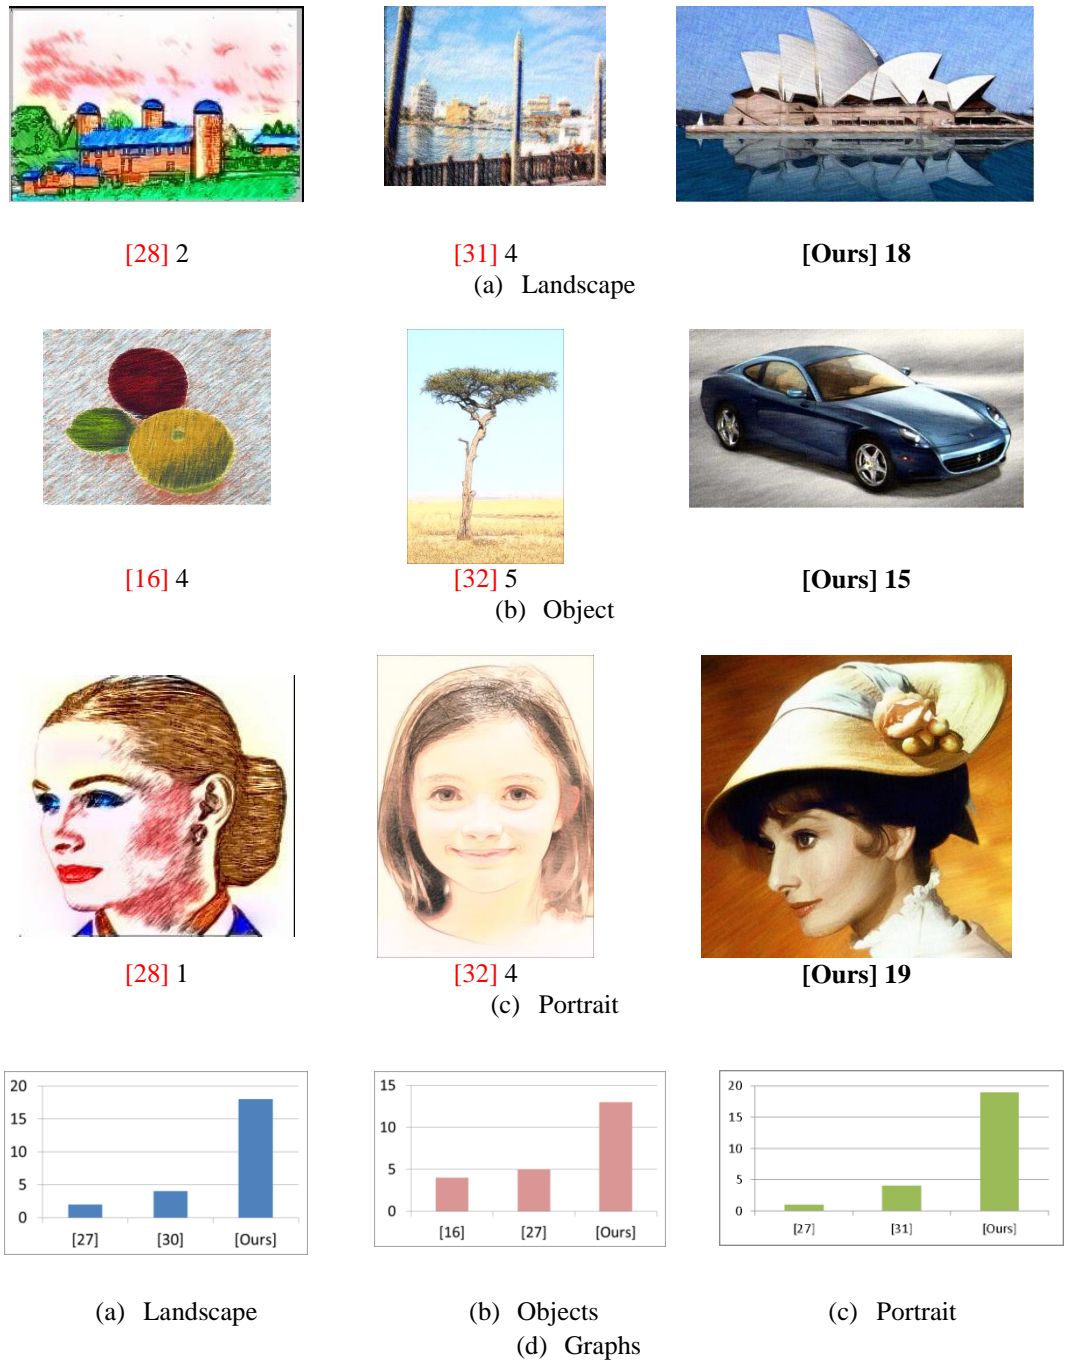 [28] 2 [31] 4 [Ours] 18
(a) Landscape
[16] 4 [32] 5 [Ours] 15
(b) Object
[28] 1 [32] 4 [Ours] 19
(c) Portrait
20
15
10
5
0
[27] [30] [Ours]
15
10
5
0
[16] [27] [Ours]
20
15
10
5
0
[27] [31] [Ours]
(a) Landscape (b) Objects (c) Portrait
(d) Graphs